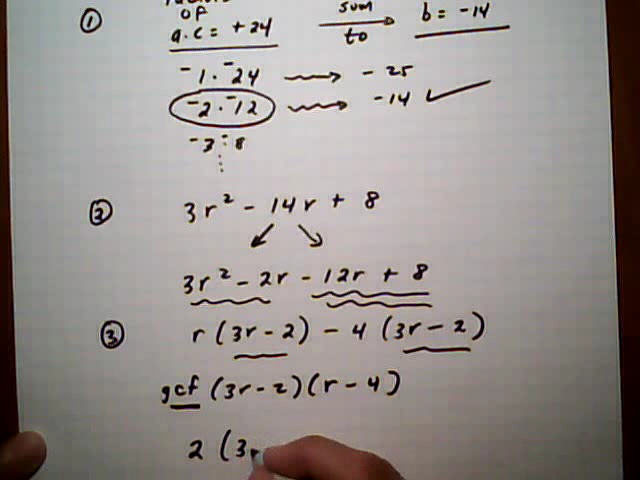 ① of sum
a.c = +24 to b = -14
-1 · -24 → -25
-2 · -12 → -14 ✓
-3 · -8
② 3r² - 14r + 8
3r² - 2r - 12r + 8
③ r (3r - 2) - 4 (3r - 2)
gcf (3r - 2)(r - 4)
2 (3r